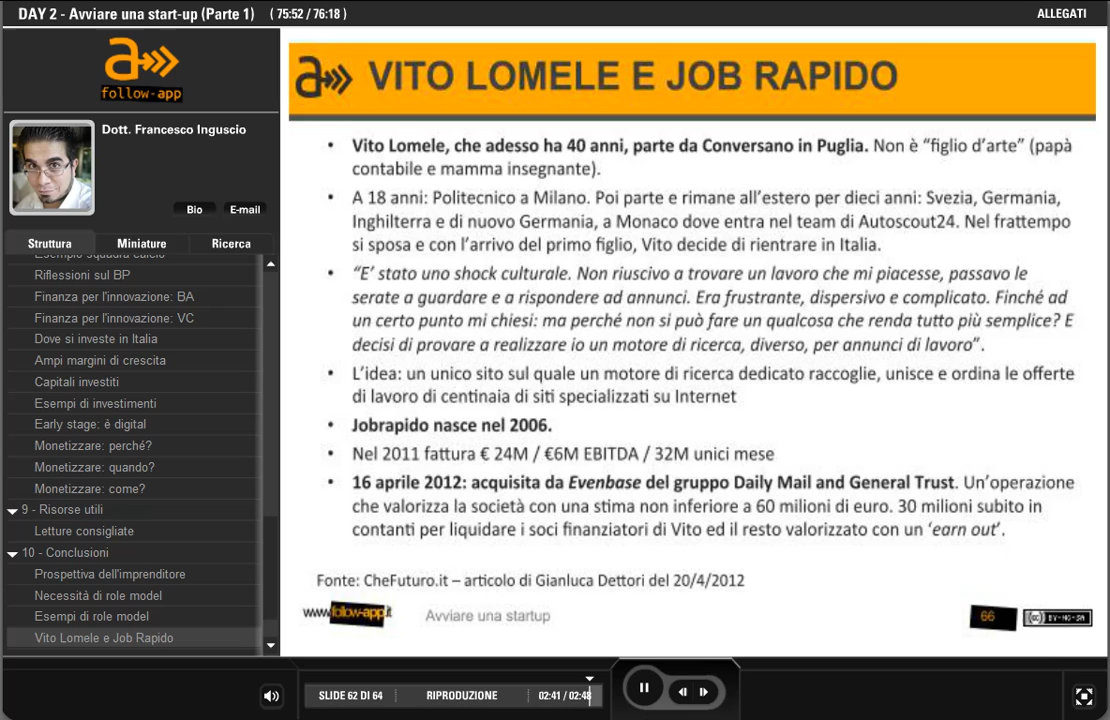 DAY 2 - Avviare una start-up (Parte 1) ( 75:52 / 76:18 )
ALLEGATI
a
follow-app
Dott. Francesco Inguscio
Bio E-mail
Struttura Miniature Ricerca
Esempio squadra calcio
Riflessioni sul BP
Finanza per l'innovazione: BA
Finanza per l'innovazione: VC
Dove si investe in Italia
Ampi margini di crescita
Capitali investiti
Esempi di investimenti
Early stage: è digital
Monetizzare: perché?
Monetizzare: quando?
Monetizzare: come?
9 - Risorse utili
Letture consigliate
10 - Conclusioni
Prospettiva dell'imprenditore
Necessità di role model
Esempi di role model
Vito Lomele e Job Rapido
a VITO LOMELE E JOB RAPIDO
• Vito Lomele, che adesso ha 40 anni, parte da Conversano in Puglia. Non è “figlio d’arte” (papà
contabile e mamma insegnante).
• A 18 anni: Politecnico a Milano. Poi parte e rimane all’estero per dieci anni: Svezia, Germania,
Inghilterra e di nuovo Germania, a Monaco dove entra nel team di Autoscout24. Nel frattempo
si sposa e con l’arrivo del primo figlio, Vito decide di rientrare in Italia.
• “E’ stato uno shock culturale. Non riuscivo a trovare un lavoro che mi piacesse, passavo le
serate a guardare e a rispondere ad annunci. Era frustrante, dispersivo e complicato. Finché ad
un certo punto mi chiesi: ma perché non si può fare un qualcosa che renda tutto più semplice? E
decisi di provare a realizzare io un motore di ricerca, diverso, per annunci di lavoro”.
• L’idea: un unico sito sul quale un motore di ricerca dedicato raccoglie, unisce e ordina le offerte
di lavoro di centinaia di siti specializzati su Internet
• Jobrapido nasce nel 2006.
• Nel 2011 fattura € 24M / €6M EBITDA / 32M unici mese
• 16 aprile 2012: acquisita da Evenbase del gruppo Daily Mail and General Trust. Un’operazione
che valorizza la società con una stima non inferiore a 60 milioni di euro. 30 milioni subito in
contanti per liquidare i soci finanziatori di Vito ed il resto valorizzato con un ‘earn out’.
Fonte: CheFuturo.it – articolo di Gianluca Dettori del 20/4/2012
www.follow-app.it Avviare una startup 66 (cc) BY-NC-SA
SLIDE 62 DI 64 RIPRODUZIONE 02:41 / 02:48